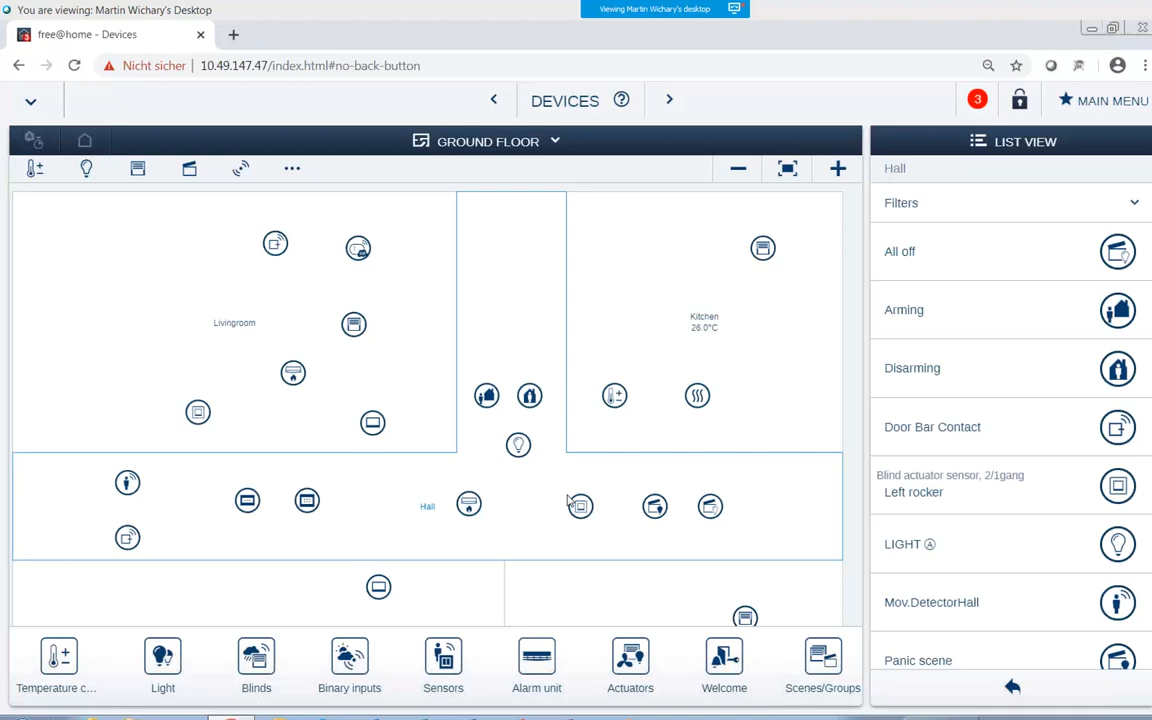 You are viewing: Martin Wichary's Desktop
Viewing Martin Wichary's desktop
3 free@home - Devices
Nicht sicher 10.49.147.47/index.html#no-back-button
DEVICES
3
MAIN MENU
GROUND FLOOR
LIST VIEW
Hall
Filters
All off
Arming
Disarming
Door Bar Contact
Blind actuator sensor, 2/1gang
Left rocker
LIGHT Ⓐ
Mov.DetectorHall
Panic scene
Livingroom
Kitchen
26.0°C
Hall
Temperature c...
Light
Blinds
Binary inputs
Sensors
Alarm unit
Actuators
Welcome
Scenes/Groups